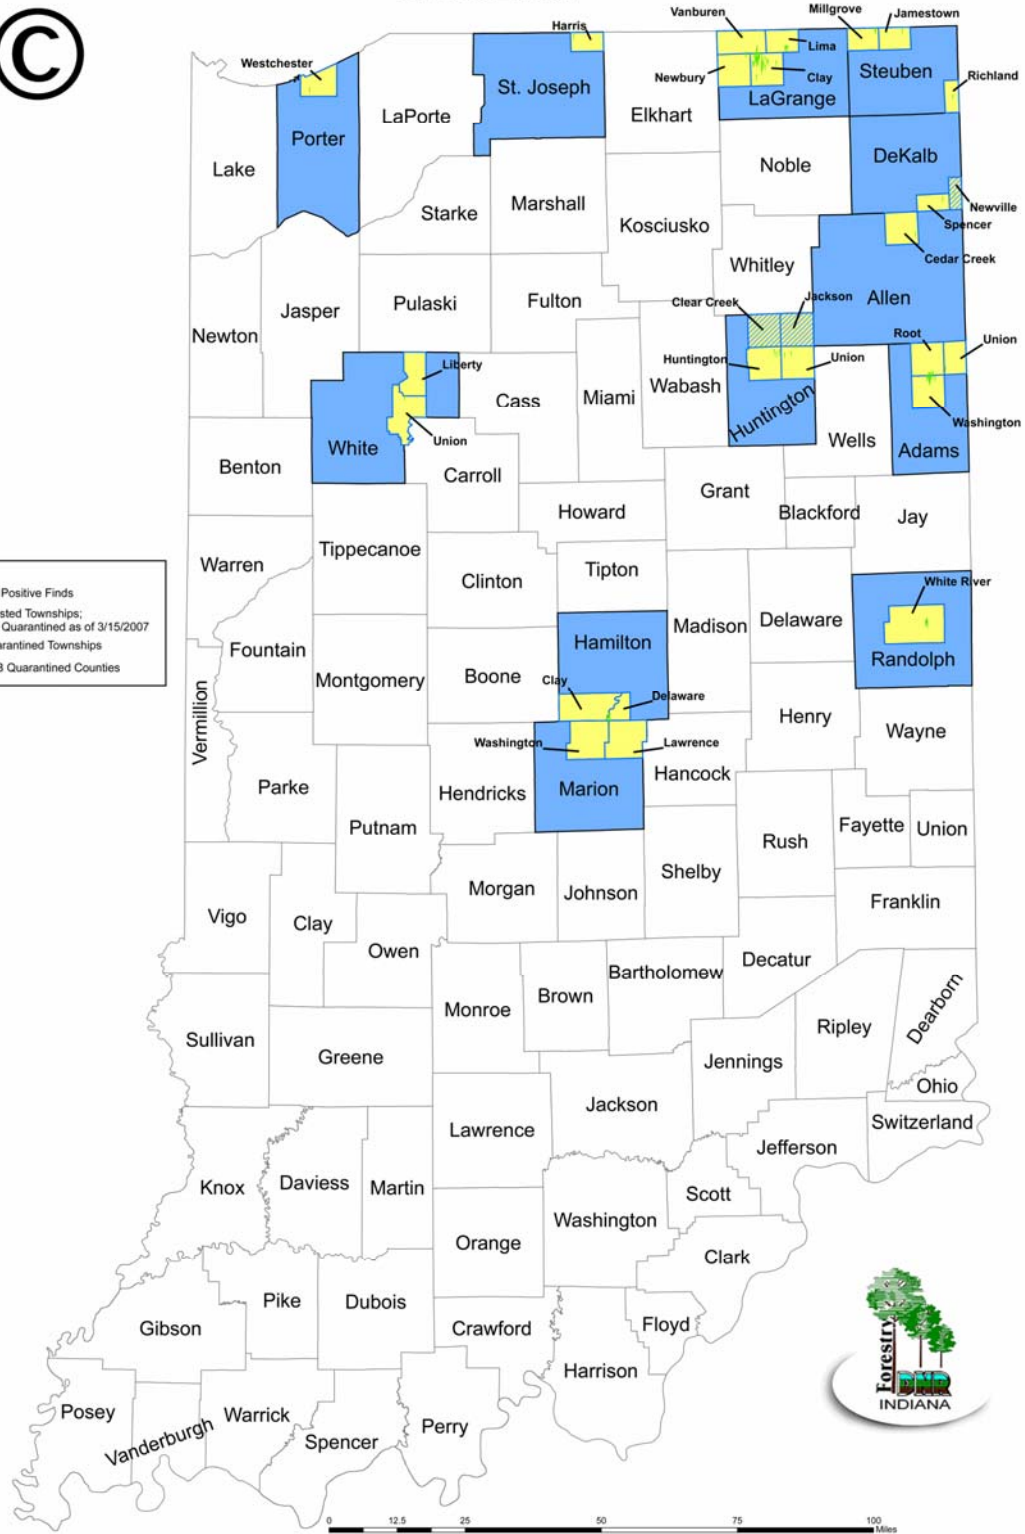 ©
Vanburen
Millgrove
Jamestown
Harris
Lima
Westchester
Newbury
Clay
Steuben
Richland
St. Joseph
LaGrange
LaPorte
Elkhart
Porter
DeKalb
Lake
Noble
Marshall
Starke
Newville
Kosciusko
Spencer
Cedar Creek
Whitley
Clear Creek
Jackson
Allen
Jasper
Pulaski
Fulton
Newton
Root
Union
Liberty
Huntington
Union
Wabash
Cass
Miami
Huntington
Washington
Union
White
Wells
Adams
Benton
Carroll
Grant
Howard
Blackford
Jay
Tippecanoe
Warren
Clinton
Tipton
White River
Positive Finds
sted Townships;
Quarantined as of 3/15/2007
arantined Townships
Quarantined Counties
Fountain
Hamilton
Madison
Delaware
Randolph
Montgomery
Boone
Clay
Delaware
Vermillion
Henry
Wayne
Washington
Lawrence
Hancock
Parke
Hendricks
Marion
Putnam
Rush
Fayette
Union
Shelby
Morgan
Johnson
Franklin
Vigo
Clay
Owen
Decatur
Bartholomew
Brown
Monroe
Dearborn
Ripley
Sullivan
Greene
Jennings
Ohio
Jackson
Switzerland
Lawrence
Jefferson
Knox
Daviess
Martin
Scott
Washington
Orange
Clark
Pike
Dubois
Gibson
Crawford
Floyd
Harrison
Forestry
DNR
INDIANA
Posey
Vanderburgh
Warrick
Spencer
Perry
0 12.5 25 50 75 100
Miles